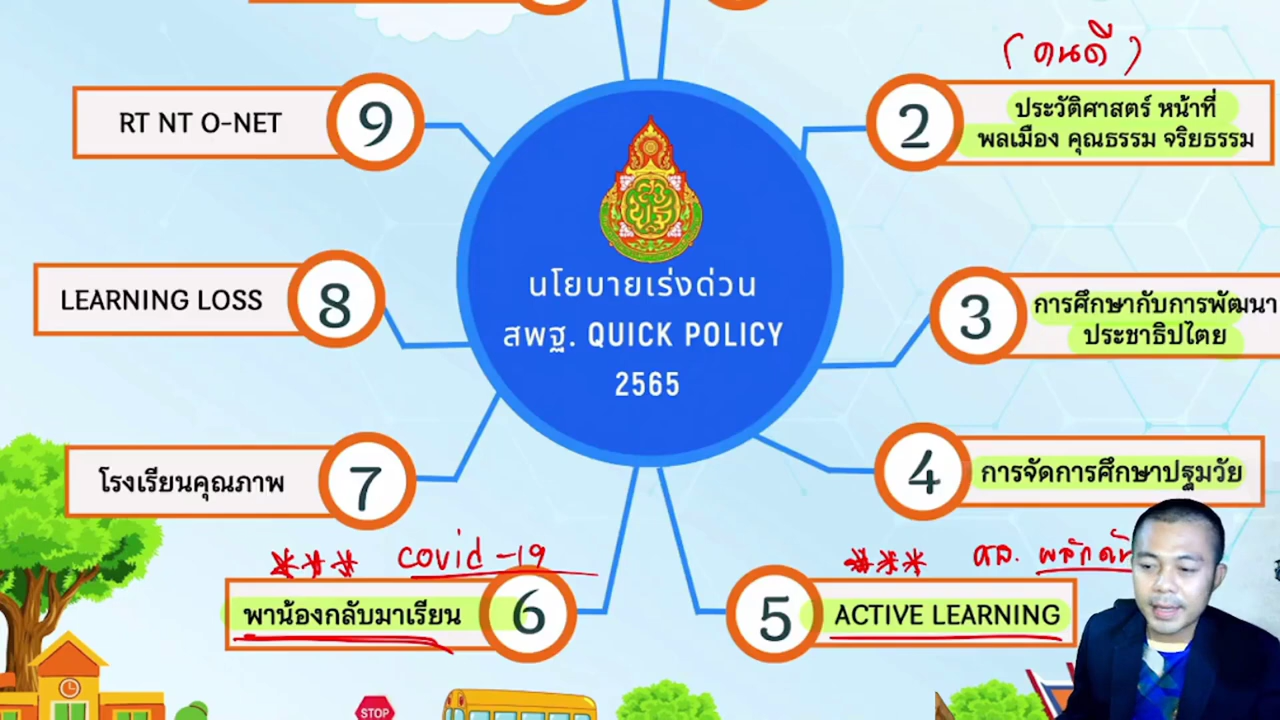 (คนดี)
2
ประวัติศาสตร์ หน้าที่
พลเมือง คุณธรรม จริยธรรม
RT NT O-NET
9
นโยบายเร่งด่วน
สพฐ. QUICK POLICY
2565
3
การศึกษากับการพัฒนา
ประชาธิปไตย
LEARNING LOSS
8
4
การจัดการศึกษาปฐมวัย
โรงเรียนคุณภาพ
7
*** covid-19
พาน้องกลับมาเรียน
6
***
5
ACTIVE LEARNING
STOP